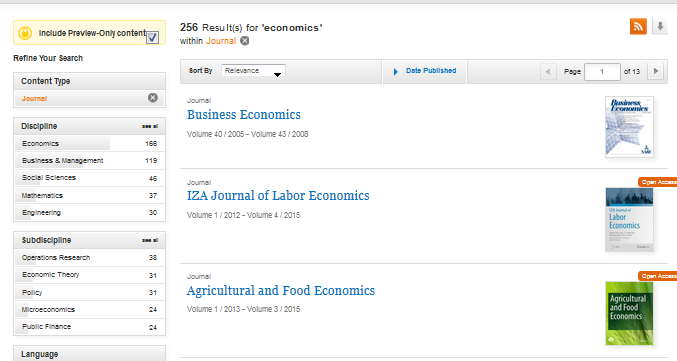 Include Preview-Only content
Refine Your Search
Content Type
Journal
Discipline see all
Economics 166
Business & Management 119
Social Sciences 46
Mathematics 37
Engineering 30
Subdiscipline see all
Operations Research 38
Economic Theory 31
Policy 31
Microeconomics 24
Public Finance 24
Language
256 Result(s) for 'economics'
within Journal
Sort By Relevance Date Published Page 1 of 13
Journal
Business Economics
Volume 40 / 2005 - Volume 43 / 2008
Business
Economics
NABE
Journal
IZA Journal of Labor Economics
Volume 1 / 2012 - Volume 4 / 2015
Open Access
IZA Journal of
Labor
Economics
Journal
Agricultural and Food Economics
Volume 1 / 2013 - Volume 3 / 2015
Open Access
Agricultural
and Food
Economics